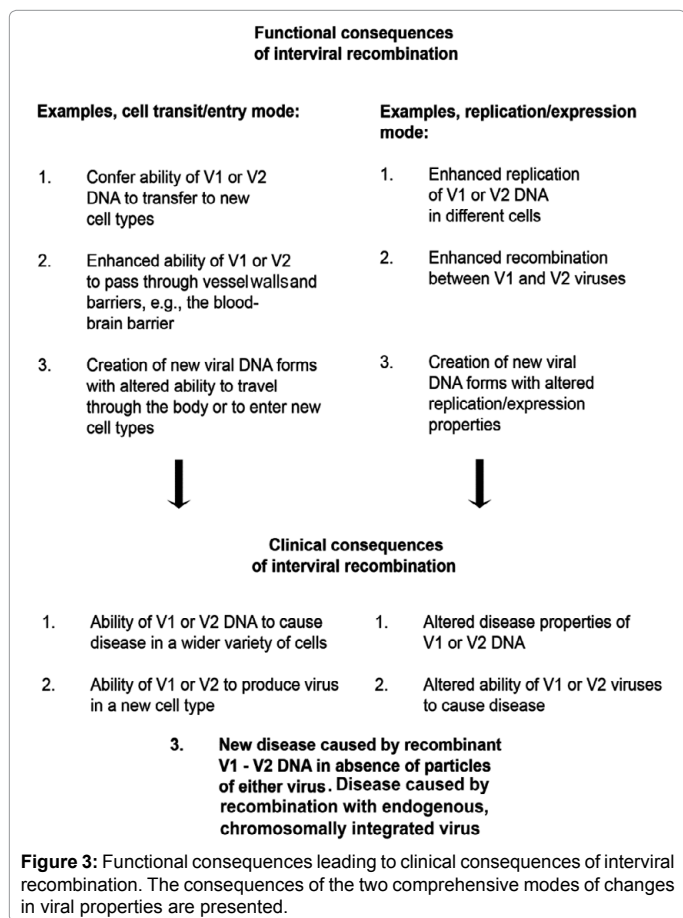 Functional consequences
of interviral recombination
Examples, cell transit/entry mode:
1. Confer ability of V1 or V2
DNA to transfer to new
cell types
2. Enhanced ability of V1 or V2
to pass through vessel walls and
barriers, e.g., the blood-
brain barrier
3. Creation of new viral DNA forms
with altered ability to travel
through the body or to enter new
cell types
Examples, replication/expression
mode:
1. Enhanced replication
of V1 or V2 DNA
in different cells
2. Enhanced recombination
between V1 and V2 viruses
3. Creation of new viral
DNA forms with altered
replication/expression
properties
Clinical consequences
of interviral recombination
1. Ability of V1 or V2 DNA to cause
disease in a wider variety of cells
2. Ability of V1 or V2 to produce virus
in a new cell type
1. Altered disease properties of
V1 or V2 DNA
2. Altered ability of V1 or V2 viruses
to cause disease
3. New disease caused by recombinant
V1 - V2 DNA in absence of particles
of either virus. Disease caused by
recombination with endogenous,
chromosomally integrated virus
Figure 3: Functional consequences leading to clinical consequences of interviral
recombination. The consequences of the two comprehensive modes of changes
in viral properties are presented.